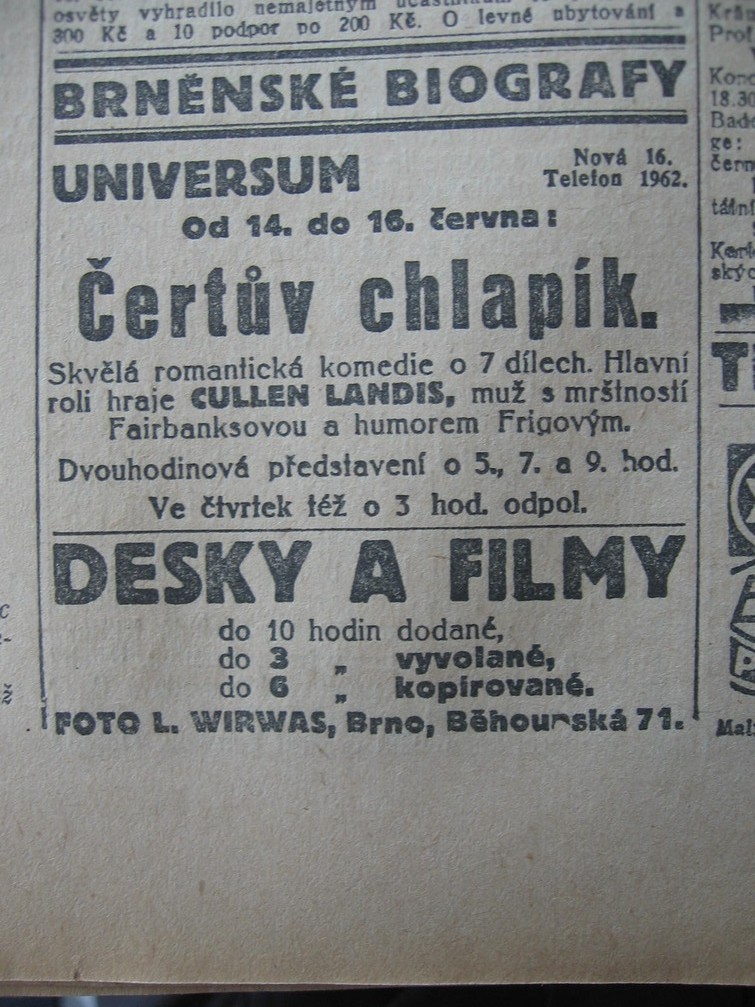 osvěty vyhradilo nemajetným
300 Kč a 10 podpor po 200 Kč. O levné ubytování a
BRNĚNSKÉ BIOGRAFY
UNIVERSUM
Nová 16.
Telefon 1962.
Od 14. do 16. června:
Čertův chlapík.
Skvělá romantická komedie o 7 dílech. Hlavní
roli hraje CULLEN LANDIS, muž s mrštností
Fairbanksovou a humorem Frigovým.
Dvouhodinová představení o 5., 7. a 9. hod.
Ve čtvrtek též o 3 hod. odpol.
DESKY A FILMY
do 10 hodin dodané,
do 3 „ vyvolané,
do 6 „ kopírované.
FOTO L. WIRWAS, Brno, Běhounská 71.
18.30